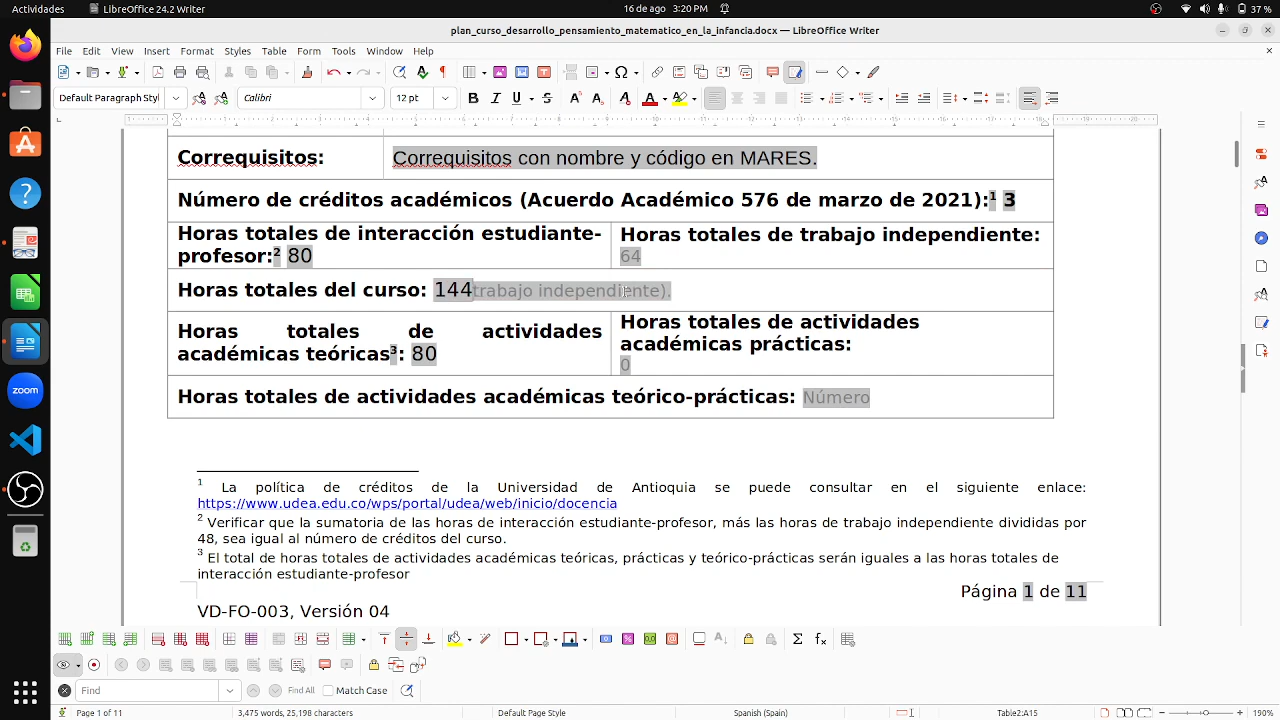 Actividades
LibreOffice 24.2 Writer
16 de ago 3:20 PM
37 %
plan_curso_desarrollo_pensamiento_matematico_en_la_infancia.docx — LibreOffice Writer
File Edit View Insert Format Styles Table Form Tools Window Help
Default Paragraph Styl
Calibri
12 pt
Correquisitos:
Correquisitos con nombre y código en MARES.
Número de créditos académicos (Acuerdo Académico 576 de marzo de 2021):¹ 3
Horas totales de interacción estudiante-
profesor:² 80
Horas totales de trabajo independiente:
64
Horas totales del curso: 144trabajo independiente).
Horas totales de actividades
académicas teóricas³: 80
Horas totales de actividades
académicas prácticas:
0
Horas totales de actividades académicas teórico-prácticas: Número
1 La política de créditos de la Universidad de Antioquia se puede consultar en el siguiente enlace:
https://www.udea.edu.co/wps/portal/udea/web/inicio/docencia
2 Verificar que la sumatoria de las horas de interacción estudiante-profesor, más las horas de trabajo independiente divididas por
48, sea igual al número de créditos del curso.
3 El total de horas totales de actividades académicas teóricas, prácticas y teórico-prácticas serán iguales a las horas totales de
interacción estudiante-profesor
Página 1 de 11
VD-FO-003, Versión 04
zoom
Find
Find All
Match Case
Page 1 of 11
3,475 words, 25,198 characters
Default Page Style
Spanish (Spain)
Table2:A15
190%